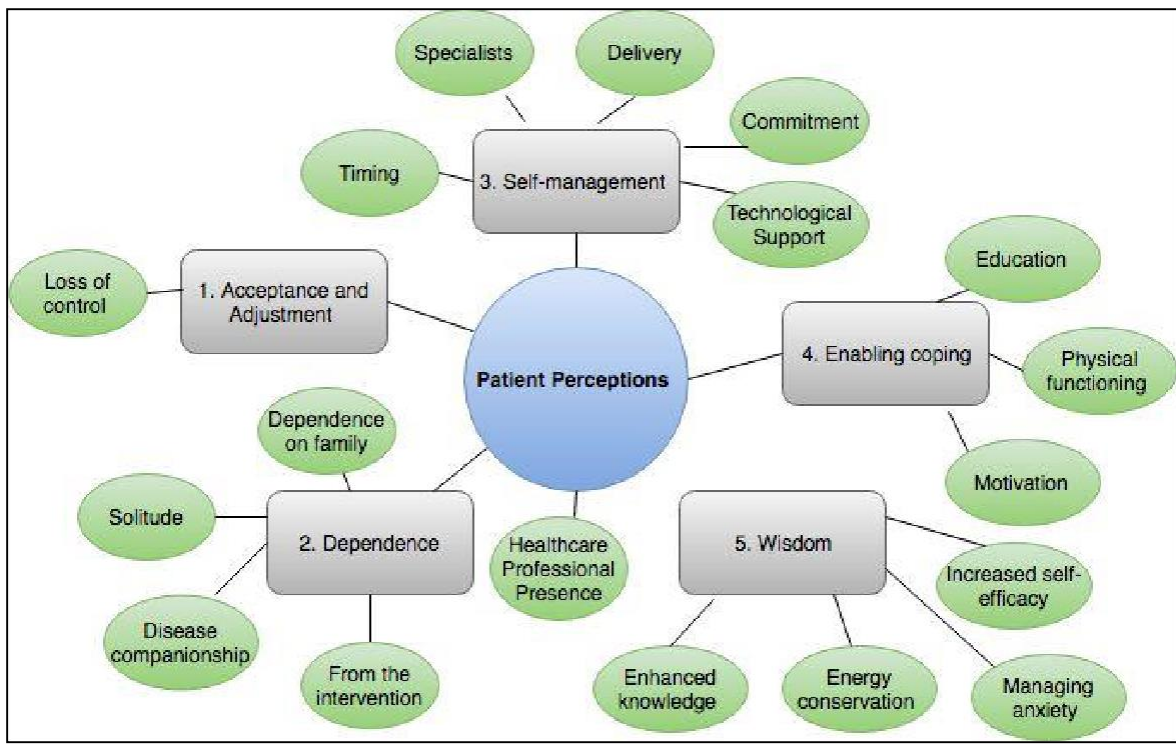 Specialists
Delivery
Commitment
Timing
3. Self-management
Technological
Support
Loss of
control
1. Acceptance and
Adjustment
Education
4. Enabling coping
Physical
functioning
Patient Perceptions
Dependence
on family
Motivation
Solitude
2. Dependence
Healthcare
Professional
Presence
5. Wisdom
Increased self-
efficacy
Disease
companionship
From the
intervention
Enhanced
knowledge
Energy
conservation
Managing
anxiety